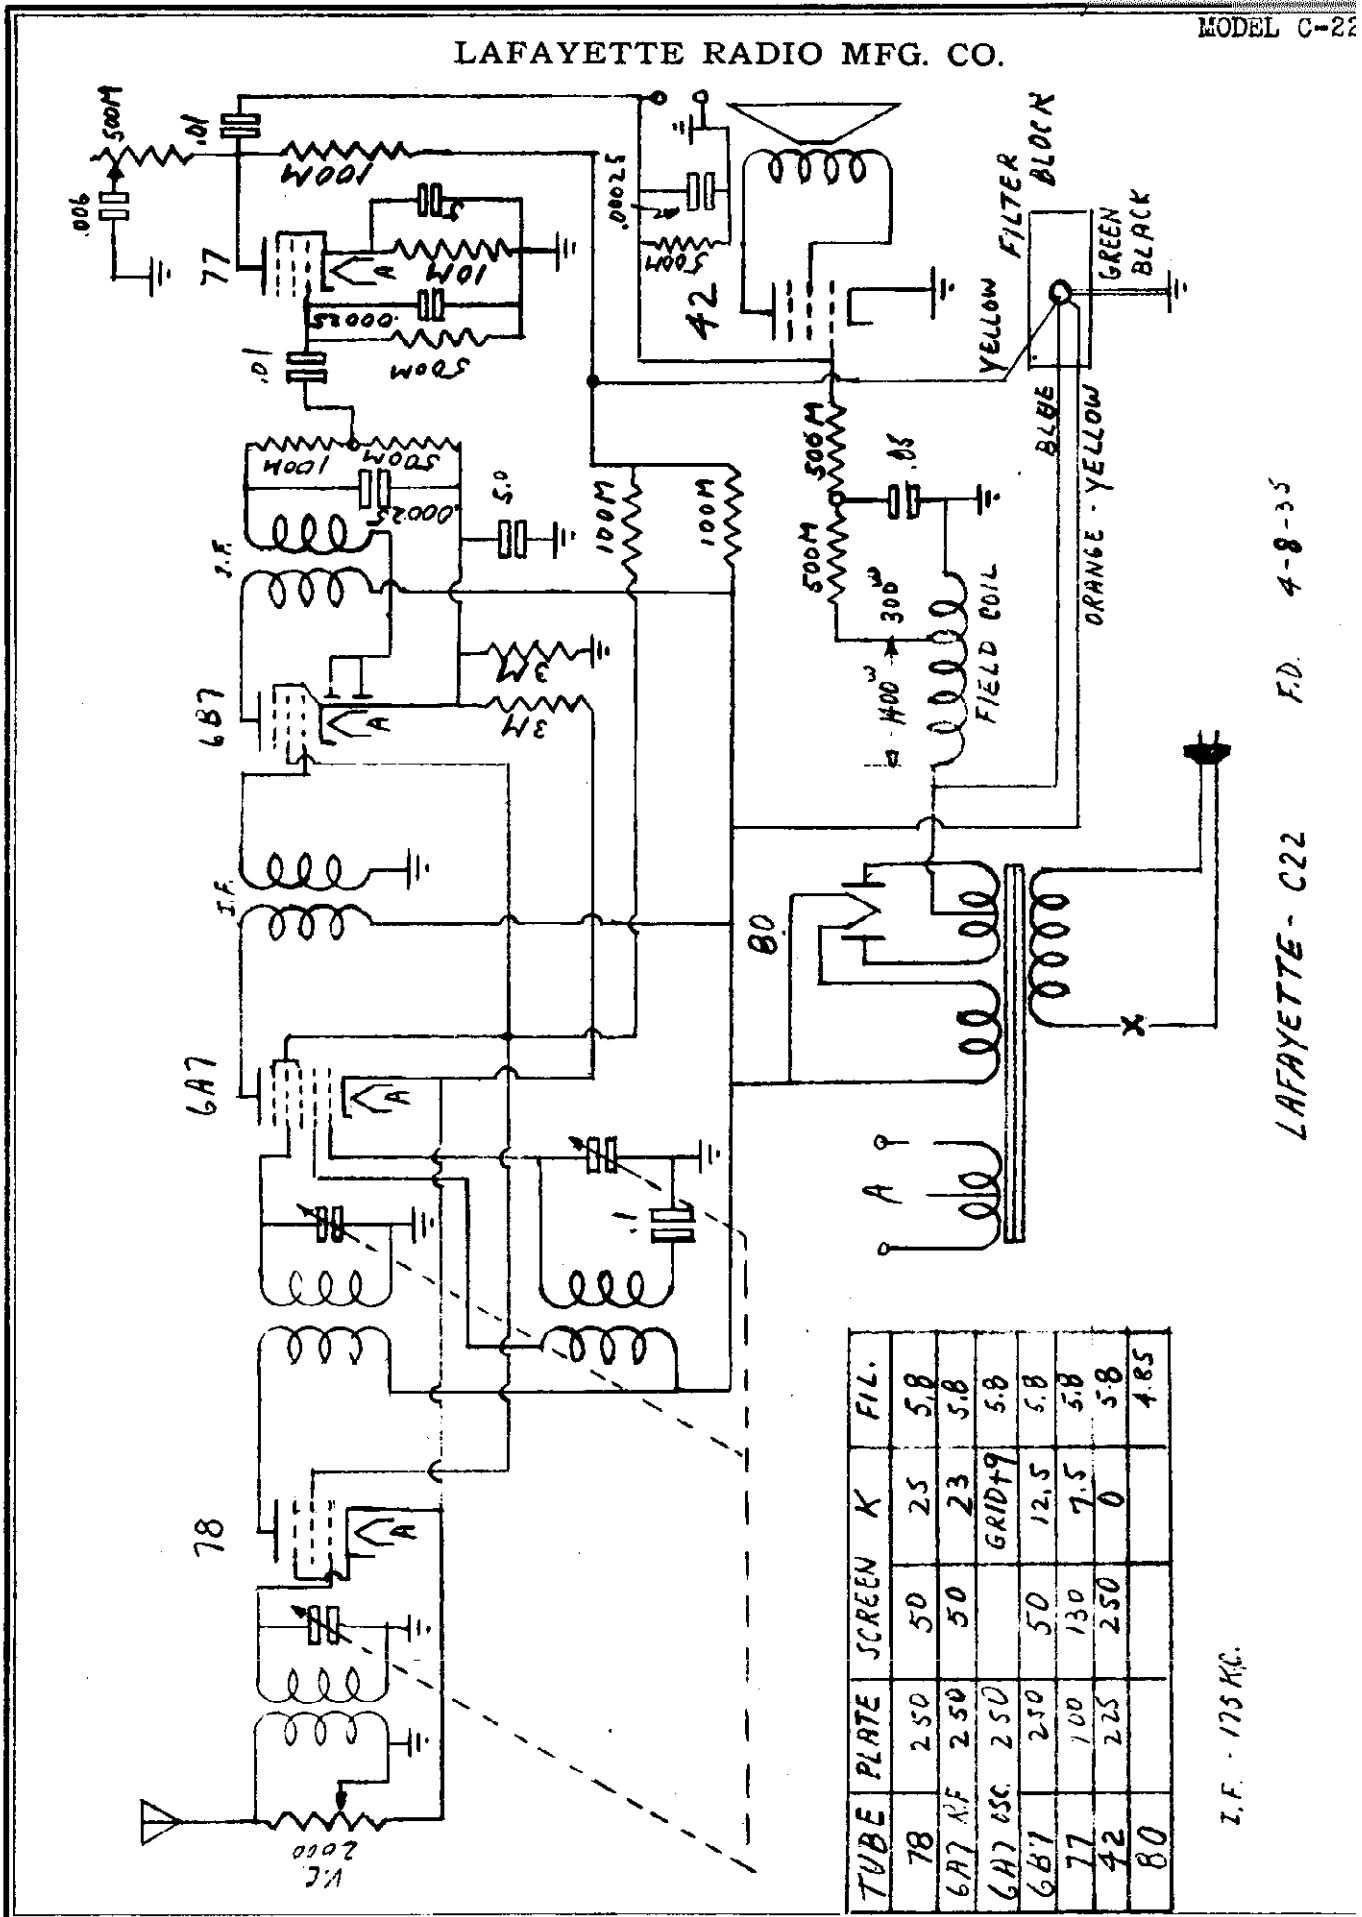 MODEL C-22
LAFAYETTE RADIO MFG. CO.
500M
.01
.006
100M
77
A
5
10M
.00025
500M
.01
.00025
500M
42
FILTER BLOCK
YELLOW
GREEN
BLACK
BLUE
ORANGE - YELLOW
100M
500M
.00025
5.0
I.F.
100M
100M
500M
.05
500M
300ω
1400ω
FIELD COIL
6B7
A
3M
3M
I.F.
80
6A7
A
.1
A
X
78
A
V.C.
2000
TUBE PLATE SCREEN K FIL.
78 250 50 25 5.8
6A7 RF 250 50 23 5.8
6A7 OSC. 250 GRID+9 5.8
6B7 250 50 12.5 5.8
77 100 130 7.5 5.8
42 225 250 0 5.8
80 4.85
I.F. - 175 KC.
LAFAYETTE - C22 F.D. 4-8-35